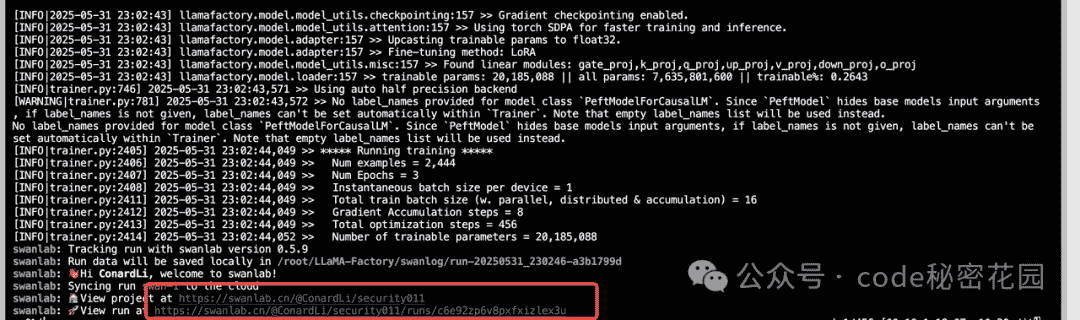 [INFO|2025-05-31 23:02:43] llamafactory.model.model_utils.checkpointing:157 >> Gradient checkpointing enabled.
[INFO|2025-05-31 23:02:43] llamafactory.model.model_utils.attention:157 >> Using torch SDPA for faster training and inference.
[INFO|2025-05-31 23:02:43] llamafactory.model.adapter:157 >> Upcasting trainable params to float32.
[INFO|2025-05-31 23:02:43] llamafactory.model.adapter:157 >> Fine-tuning method: LoRA
[INFO|2025-05-31 23:02:43] llamafactory.model.model_utils.misc:157 >> Found linear modules: gate_proj,k_proj,q_proj,up_proj,v_proj,down_proj,o_proj
[INFO|2025-05-31 23:02:43] llamafactory.model.loader:157 >> trainable params: 20,185,088 || all params: 7,635,801,600 || trainable%: 0.2643
[INFO|trainer.py:746] 2025-05-31 23:02:43,571 >> Using auto half precision backend
[WARNING|trainer.py:781] 2025-05-31 23:02:43,572 >> No label_names provided for model class `PeftModelForCausalLM`. Since `PeftModel` hides base models input arguments
, if label_names is not given, label_names can't be set automatically within `Trainer`. Note that empty label_names list will be used instead.
No label_names provided for model class `PeftModelForCausalLM`. Since `PeftModel` hides base models input arguments, if label_names is not given, label_names can't be
set automatically within `Trainer`. Note that empty label_names list will be used instead.
[INFO|trainer.py:2405] 2025-05-31 23:02:44,049 >> ***** Running training *****
[INFO|trainer.py:2406] 2025-05-31 23:02:44,049 >>   Num examples = 2,444
[INFO|trainer.py:2407] 2025-05-31 23:02:44,049 >>   Num Epochs = 3
[INFO|trainer.py:2408] 2025-05-31 23:02:44,049 >>   Instantaneous batch size per device = 1
[INFO|trainer.py:2411] 2025-05-31 23:02:44,049 >>   Total train batch size (w. parallel, distributed & accumulation) = 16
[INFO|trainer.py:2412] 2025-05-31 23:02:44,049 >>   Gradient Accumulation steps = 8
[INFO|trainer.py:2413] 2025-05-31 23:02:44,049 >>   Total optimization steps = 456
[INFO|trainer.py:2414] 2025-05-31 23:02:44,052 >>   Number of trainable parameters = 20,185,088
swanlab: Tracking run with swanlab version 0.5.9
swanlab: Run data will be saved locally in /root/LLaMA-Factory/swanlog/run-20250531_230246-a3b1799d
swanlab: 👋Hi ConardLi, welcome to swanlab!
swanlab: Syncing run swan-1 to the cloud
swanlab: 🏠View project at https://swanlab.cn/@ConardLi/security011
swanlab: 🚀View run at https://swanlab.cn/@ConardLi/security011/runs/c6e92zp6v8pxfxizlex3u
公众号 · code秘密花园